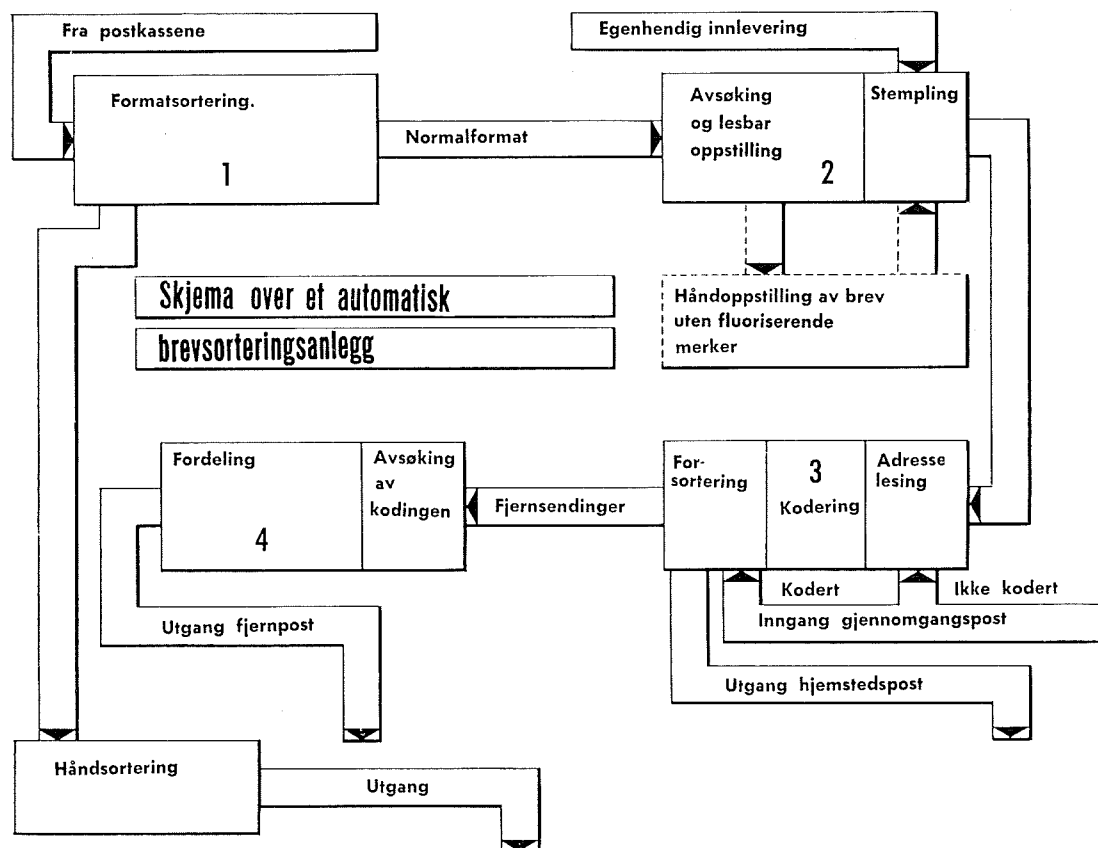 Fra postkassene
Egenhendig innlevering
Formatsortering.
1
Normalformat
Avsøking
og lesbar
oppstilling
2
Stempling
Skjema over et automatisk
brevsorteringsanlegg
Håndoppstilling av brev
uten fluoriserende
merker
Fordeling
4
Avsøking
av
kodingen
Fjernsendinger
For-
sortering
3
Kodering
Adresse
lesing
Kodert
Ikke kodert
Inngang gjennomgangspost
Utgang fjernpost
Utgang hjemstedspost
Håndsortering
Utgang